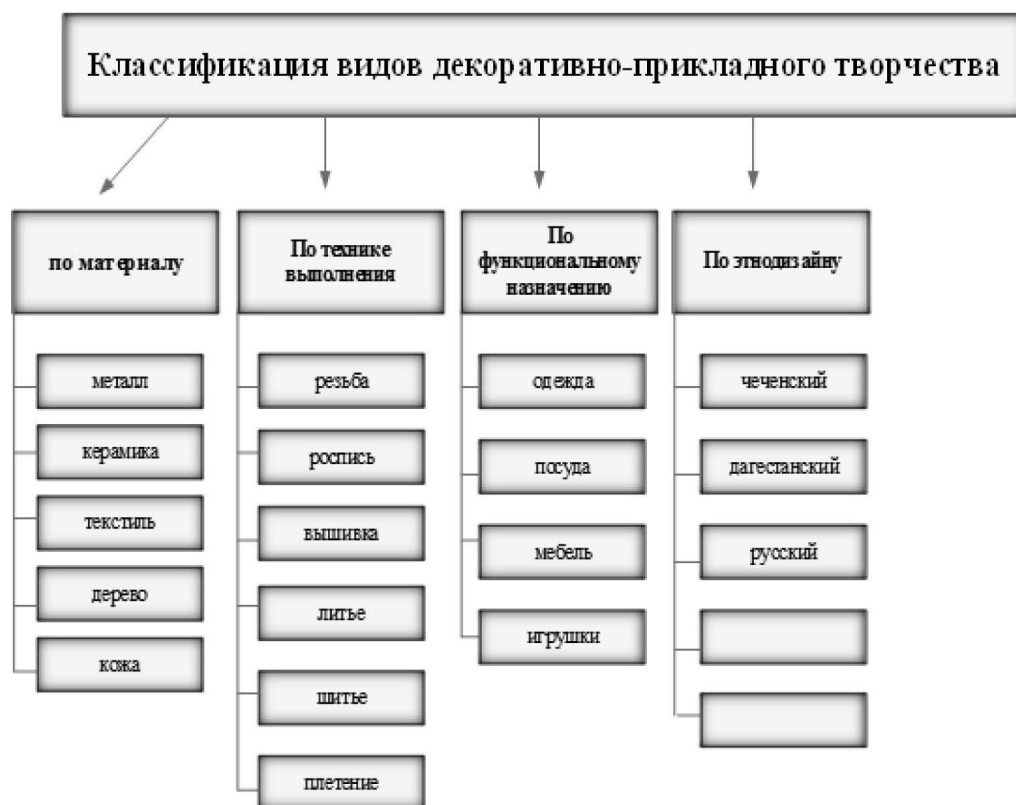 Классификация видов декоративно-прикладного творчества
по материалу
металл
керамика
текстиль
дерево
кожа
По технике
выполнения
резьба
роспись
вышивка
литье
шитье
плетение
По
функциональному
назначению
одежда
посуда
мебель
игрушки
По этнодизайну
чеченский
дагестанский
русский